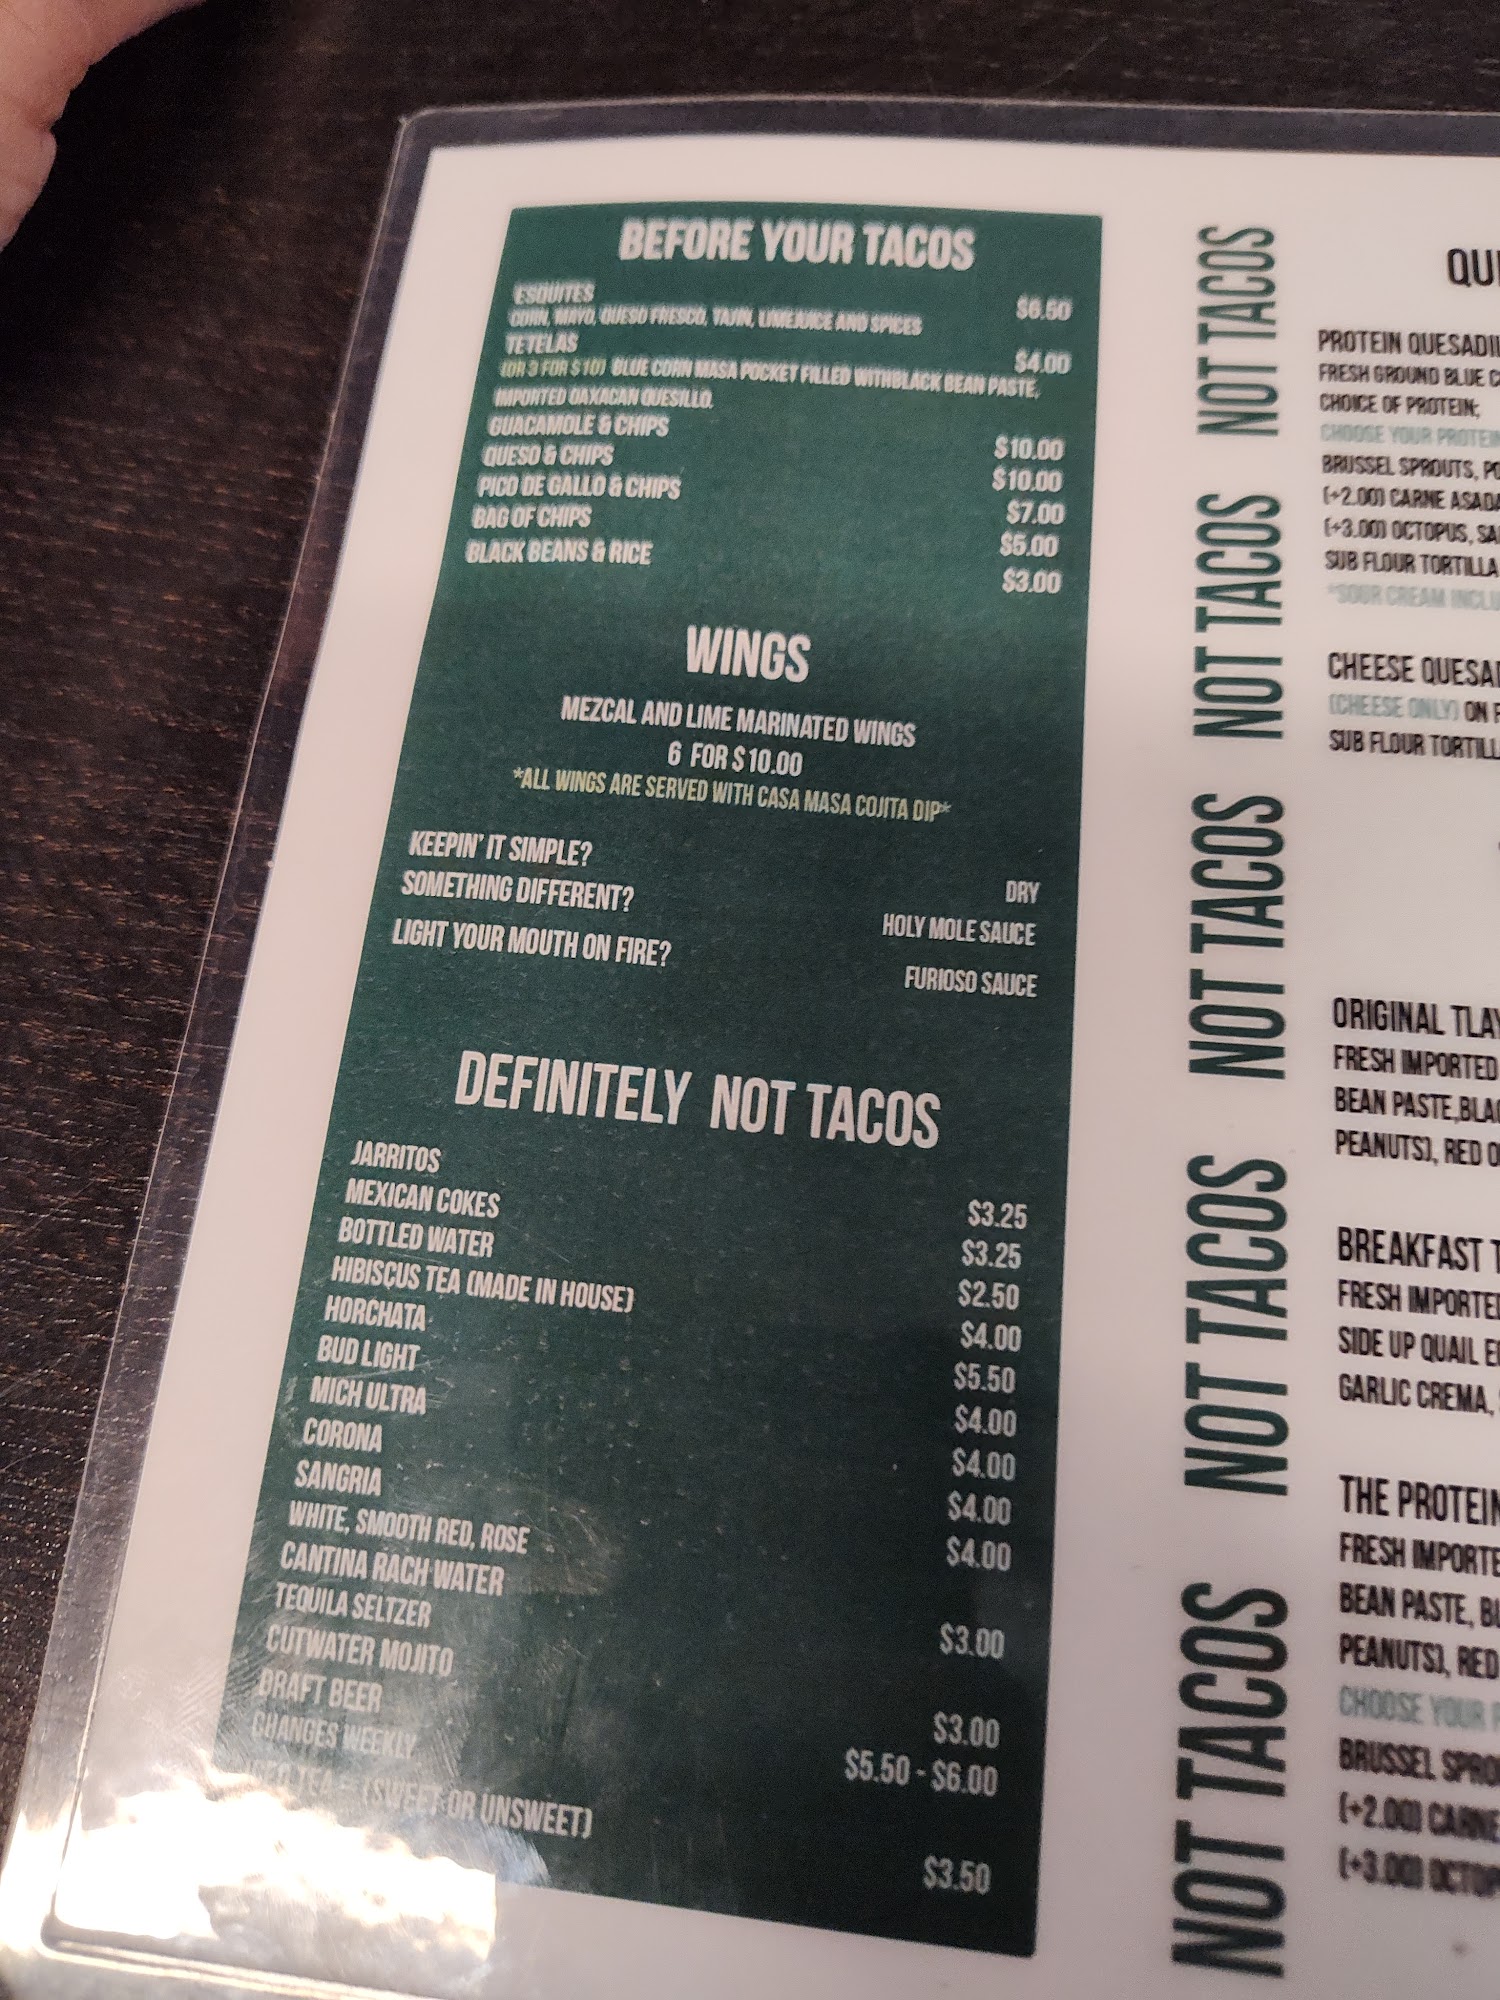 BEFORE YOUR TACOS
ESQUITES $6.50
CORN, MAYO, QUESO FRESCO, TAJIN, LIMEJUICE AND SPICES
TETELAS $4.00
(OR 3 FOR $10) BLUE CORN MASA POCKET FILLED WITHBLACK BEAN PASTE,
IMPORTED OAXACAN QUESILLO.
GUACAMOLE & CHIPS $10.00
QUESO & CHIPS $10.00
PICO DE GALLO & CHIPS $7.00
BAG OF CHIPS $5.00
BLACK BEANS & RICE $3.00
WINGS
MEZCAL AND LIME MARINATED WINGS
6 FOR $10.00
*ALL WINGS ARE SERVED WITH CASA MASA COJITA DIP*
KEEPIN' IT SIMPLE? DRY
SOMETHING DIFFERENT? HOLY MOLE SAUCE
LIGHT YOUR MOUTH ON FIRE? FURIOSO SAUCE
DEFINITELY NOT TACOS
JARRITOS $3.25
MEXICAN COKES $3.25
BOTTLED WATER $2.50
HIBISCUS TEA (MADE IN HOUSE) $4.00
HORCHATA $5.50
BUD LIGHT $4.00
MICH ULTRA $4.00
CORONA $4.00
SANGRIA $4.00
WHITE, SMOOTH RED, ROSE
CANTINA RACH WATER $3.00
TEQUILA SELTZER
CUTWATER MOJITO $3.00
DRAFT BEER $5.50 - $6.00
CHANGES WEEKLY
ICED TEA - (SWEET OR UNSWEET) $3.50
NOT TACOS NOT TACOS NOT TACOS NOT TACOS NOT TACOS
QU
PROTEIN QUESADIL
FRESH GROUND BLUE C
CHOICE OF PROTEIN;
CHOOSE YOUR PROTEIN
BRUSSEL SPROUTS, PO
(+2.00) CARNE ASADA
(+3.00) OCTOPUS, SA
SUB FLOUR TORTILLA
*SOUR CREAM INCLU
CHEESE QUESAD
(CHEESE ONLY) ON F
SUB FLOUR TORTILL
ORIGINAL TLAY
FRESH IMPORTED
BEAN PASTE,BLAC
PEANUTS), RED O
BREAKFAST T
FRESH IMPORTE
SIDE UP QUAIL E
GARLIC CREMA,
THE PROTEIN
FRESH IMPORTE
BEAN PASTE, BL
PEANUTS), RED
CHOOSE YOUR P
BRUSSEL SPRO
(+2.00) CARNE
(+3.00) OCTOP